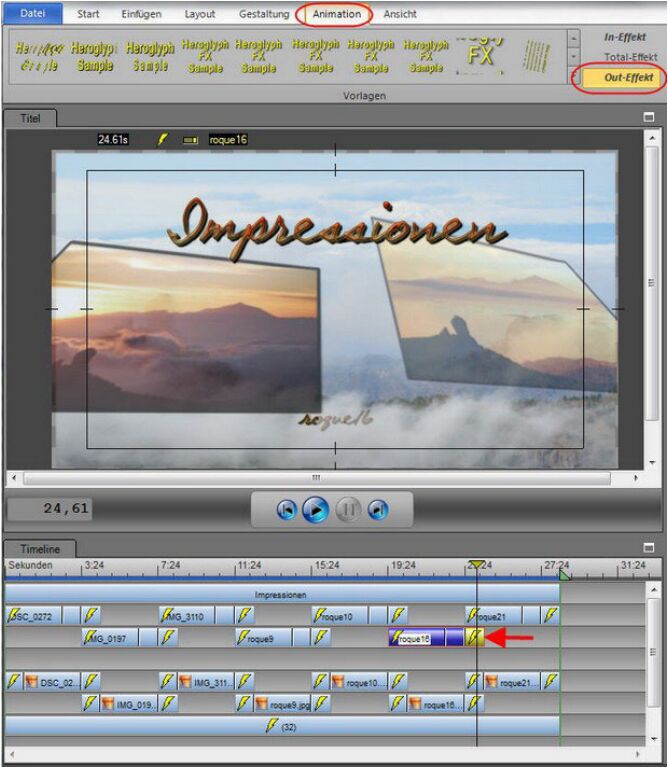 Datei Start Einfügen Layout Gestaltung Animation Ansicht
Heroglyph Heroglyph Heroglyph Heroglyph Heroglyph Heroglyph Heroglyph In-Effekt
Sample Sample FX FX FX FX FX FX Total-Effekt
Sample Sample Sample Sample Sample Out-Effekt
Vorlagen
Titel
24.61s roque16
Impressionen
roque16
24,61
Timeline
Sekunden 3:24 7:24 11:24 15:24 19:24 27:24 31:24
Impressionen
DSC_0272 IMG_3110 roque10 roque21
IMG_0197 roque9 roque16
DSC_02... IMG_311... roque10... roque21...
IMG_019... roque9.jpg roque16...
(32)